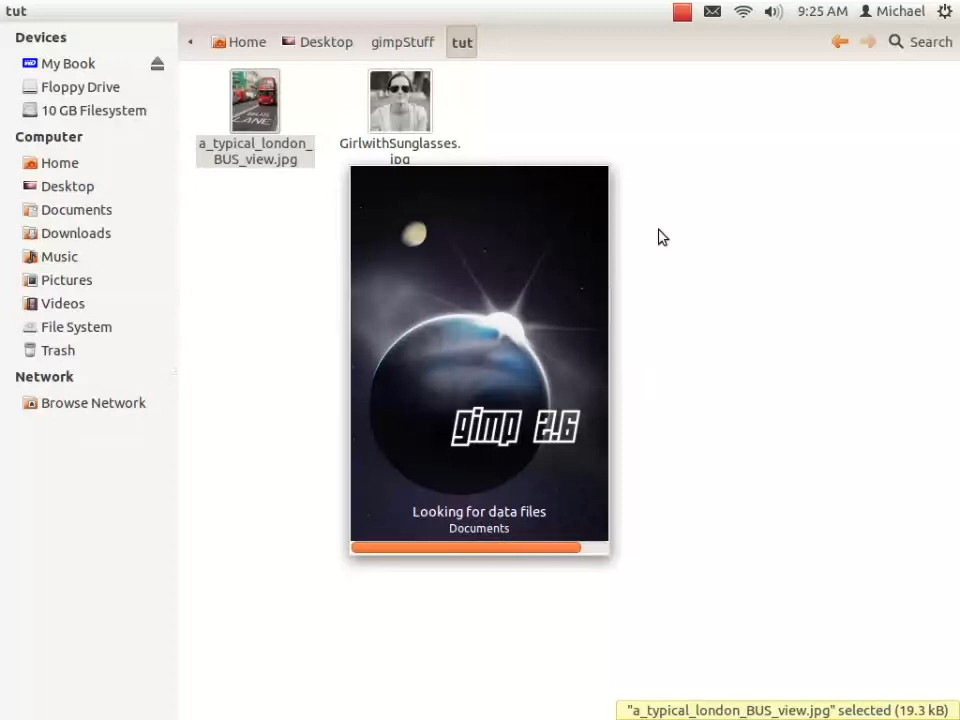 tut
9:25 AM
Michael
Devices
My Book
Floppy Drive
10 GB Filesystem
Computer
Home
Desktop
Documents
Downloads
Music
Pictures
Videos
File System
Trash
Network
Browse Network
Home
Desktop
gimpStuff
tut
Search
a_typical_london_
BUS_view.jpg
GirlwithSunglasses.
jpg
gimp 2.6
Looking for data files
Documents
"a_typical_london_BUS_view.jpg" selected (19.3 kB)